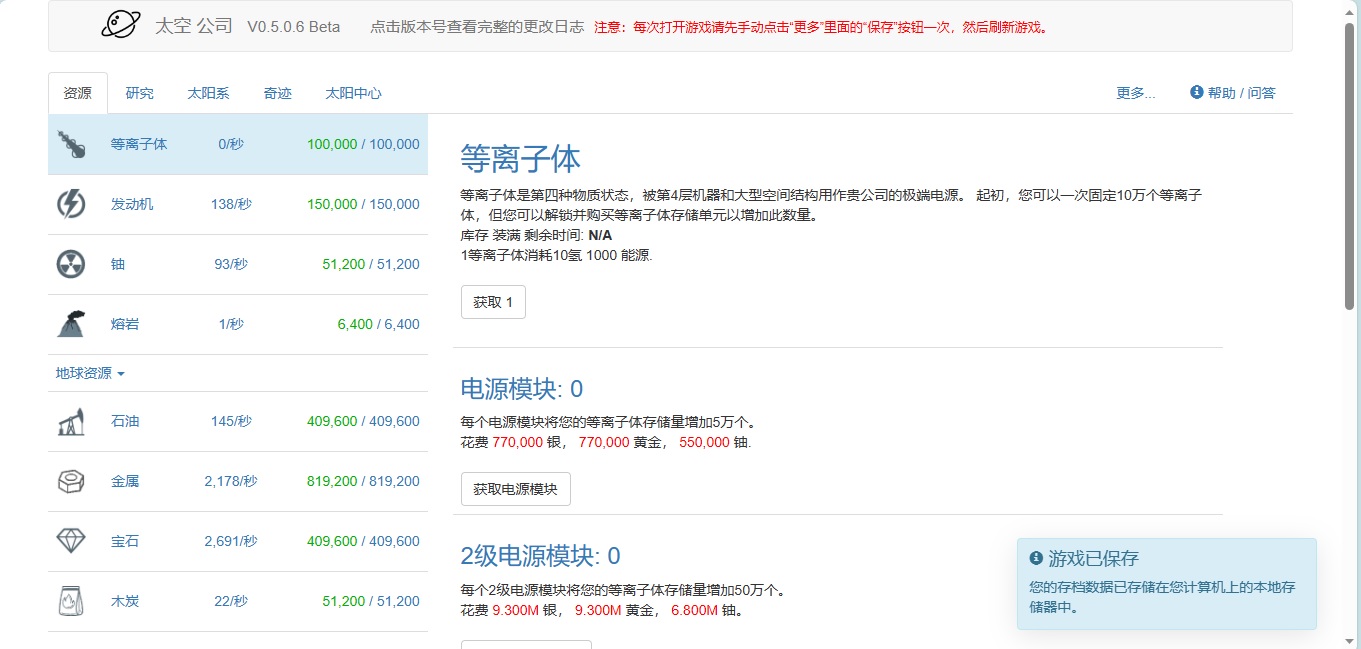 太空 公司 V0.5.0.6 Beta 点击版本号查看完整的更改日志 注意：每次打开游戏请先手动点击“更多”里面的“保存”按钮一次，然后刷新游戏。
资源 研究 太阳系 奇迹 太阳中心 更多... 帮助 / 问答
等离子体 0/秒 100,000 / 100,000
发动机 138/秒 150,000 / 150,000
铀 93/秒 51,200 / 51,200
熔岩 1/秒 6,400 / 6,400
地球资源
石油 145/秒 409,600 / 409,600
金属 2,178/秒 819,200 / 819,200
宝石 2,691/秒 409,600 / 409,600
木炭 22/秒 51,200 / 51,200
等离子体
等离子体是第四种物质状态，被第4层机器和大型空间结构用作贵公司的极端电源。 起初，您可以一次固定10万个等离子
体，但您可以解锁并购买等离子体存储单元以增加此数量。
库存 装满 剩余时间: N/A
1等离子体消耗10氢 1000 能源.
获取 1
电源模块: 0
每个电源模块将您的等离子体存储量增加5万个。
花费 770,000 银， 770,000 黄金， 550,000 铀.
获取电源模块
2级电源模块: 0
每个2级电源模块将您的等离子体存储量增加50万个。
花费 9.300M 银， 9.300M 黄金， 6.800M 铀。
游戏已保存
您的存档数据已存储在您计算机上的本地存
储器中。